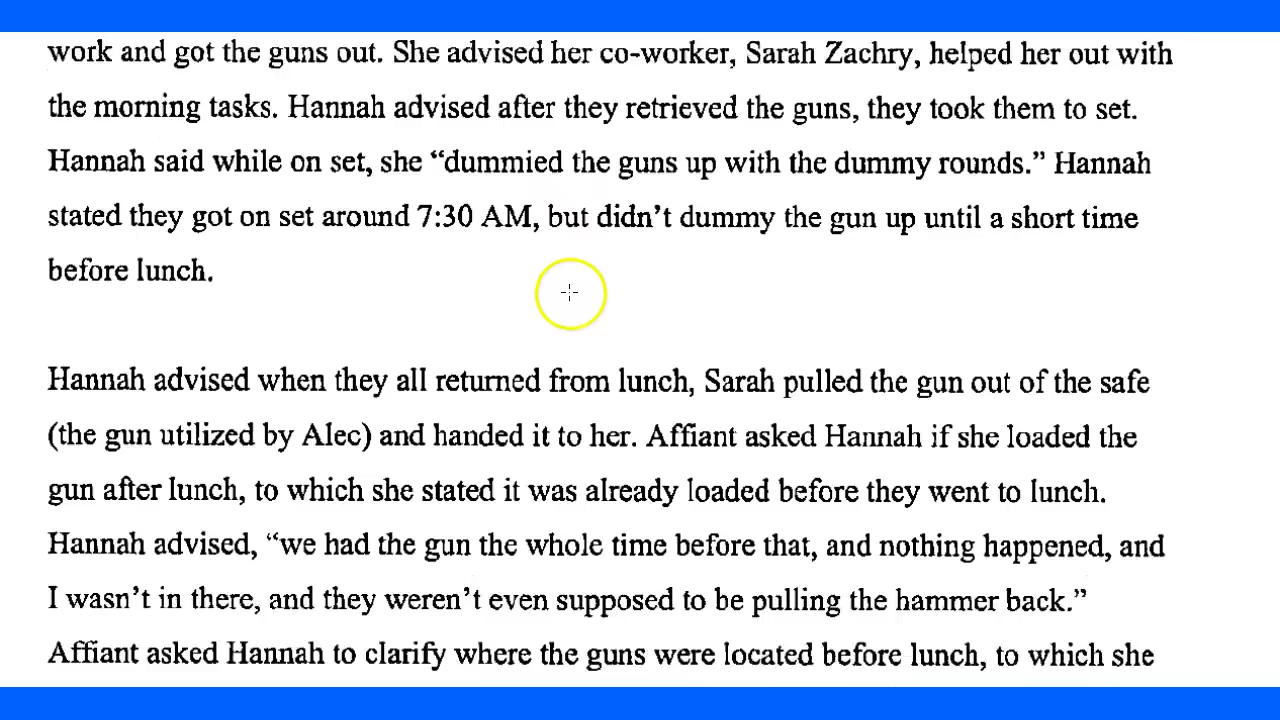 work and got the guns out. She advised her co-worker, Sarah Zachry, helped her out with
the morning tasks. Hannah advised after they retrieved the guns, they took them to set.
Hannah said while on set, she “dummied the guns up with the dummy rounds.” Hannah
stated they got on set around 7:30 AM, but didn’t dummy the gun up until a short time
before lunch.
Hannah advised when they all returned from lunch, Sarah pulled the gun out of the safe
(the gun utilized by Alec) and handed it to her. Affiant asked Hannah if she loaded the
gun after lunch, to which she stated it was already loaded before they went to lunch.
Hannah advised, “we had the gun the whole time before that, and nothing happened, and
I wasn’t in there, and they weren’t even supposed to be pulling the hammer back.”
Affiant asked Hannah to clarify where the guns were located before lunch, to which she